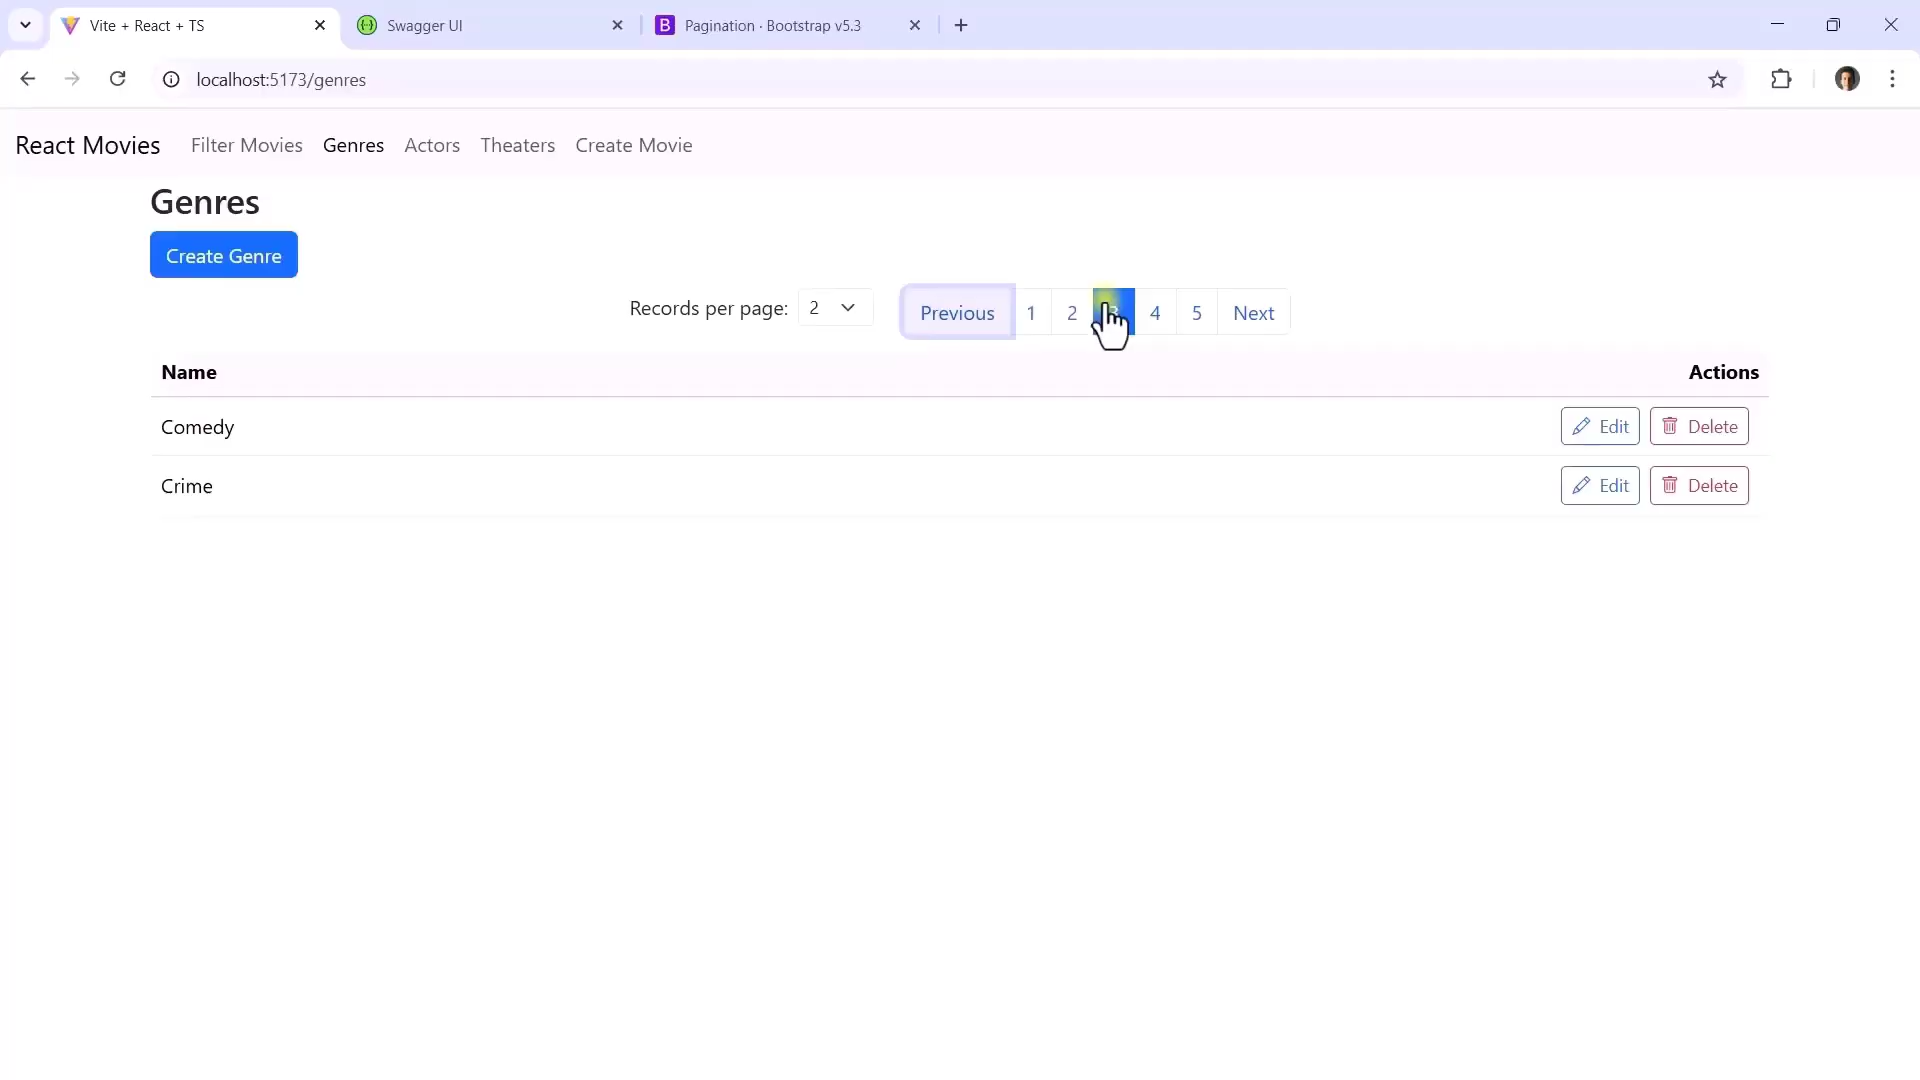 Vite + React + TS
Swagger UI
Pagination · Bootstrap v5.3
localhost:5173/genres
React Movies Filter Movies Genres Actors Theaters Create Movie
Genres
Create Genre
Records per page: 2 Previous 1 2 4 5 Next
Name Actions
Comedy Edit Delete
Crime Edit Delete